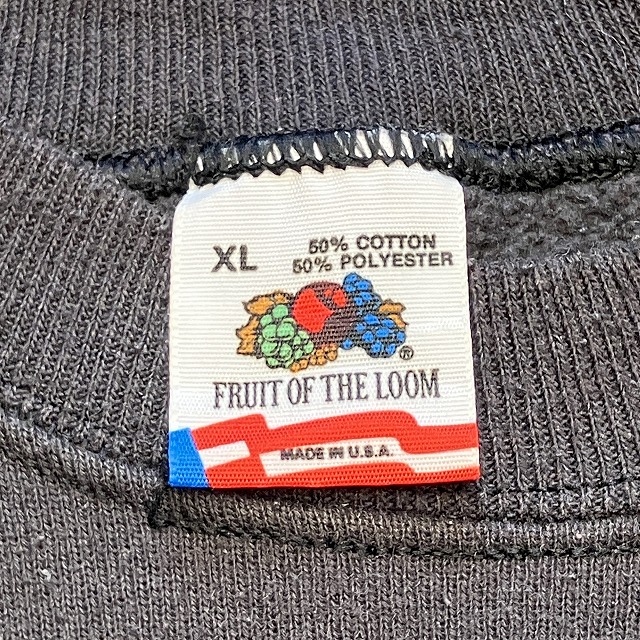 XL
50% COTTON
50% POLYESTER
®
FRUIT OF THE LOOM
MADE IN U.S.A.